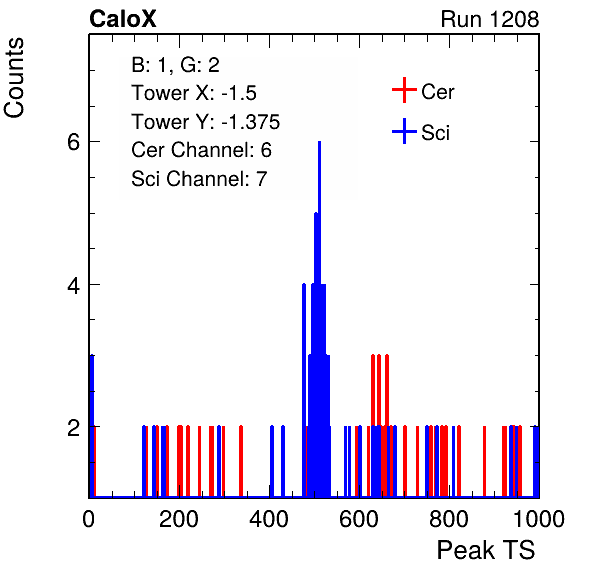 CaloX Run 1208
Counts
B: 1, G: 2
Tower X: -1.5
Tower Y: -1.375
Cer Channel: 6
Sci Channel: 7
Cer
Sci
6
4
2
0 200 400 600 800 1000
Peak TS